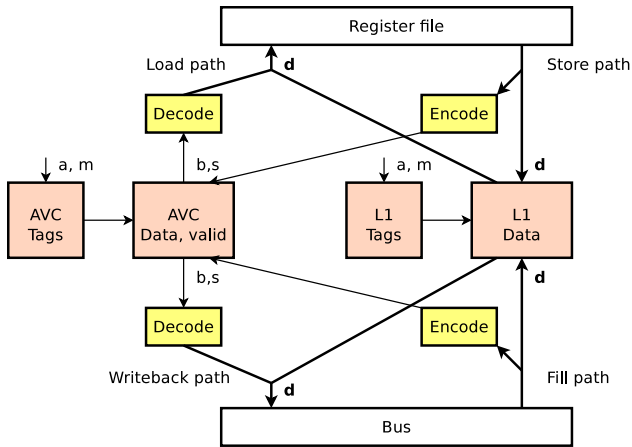 Register file
Load path
d
Store path
Decode
Encode
a, m
b,s
a, m
d
AVC
Tags
AVC
Data, valid
L1
Tags
L1
Data
b,s
d
Decode
Encode
Writeback path
d
Fill path
Bus